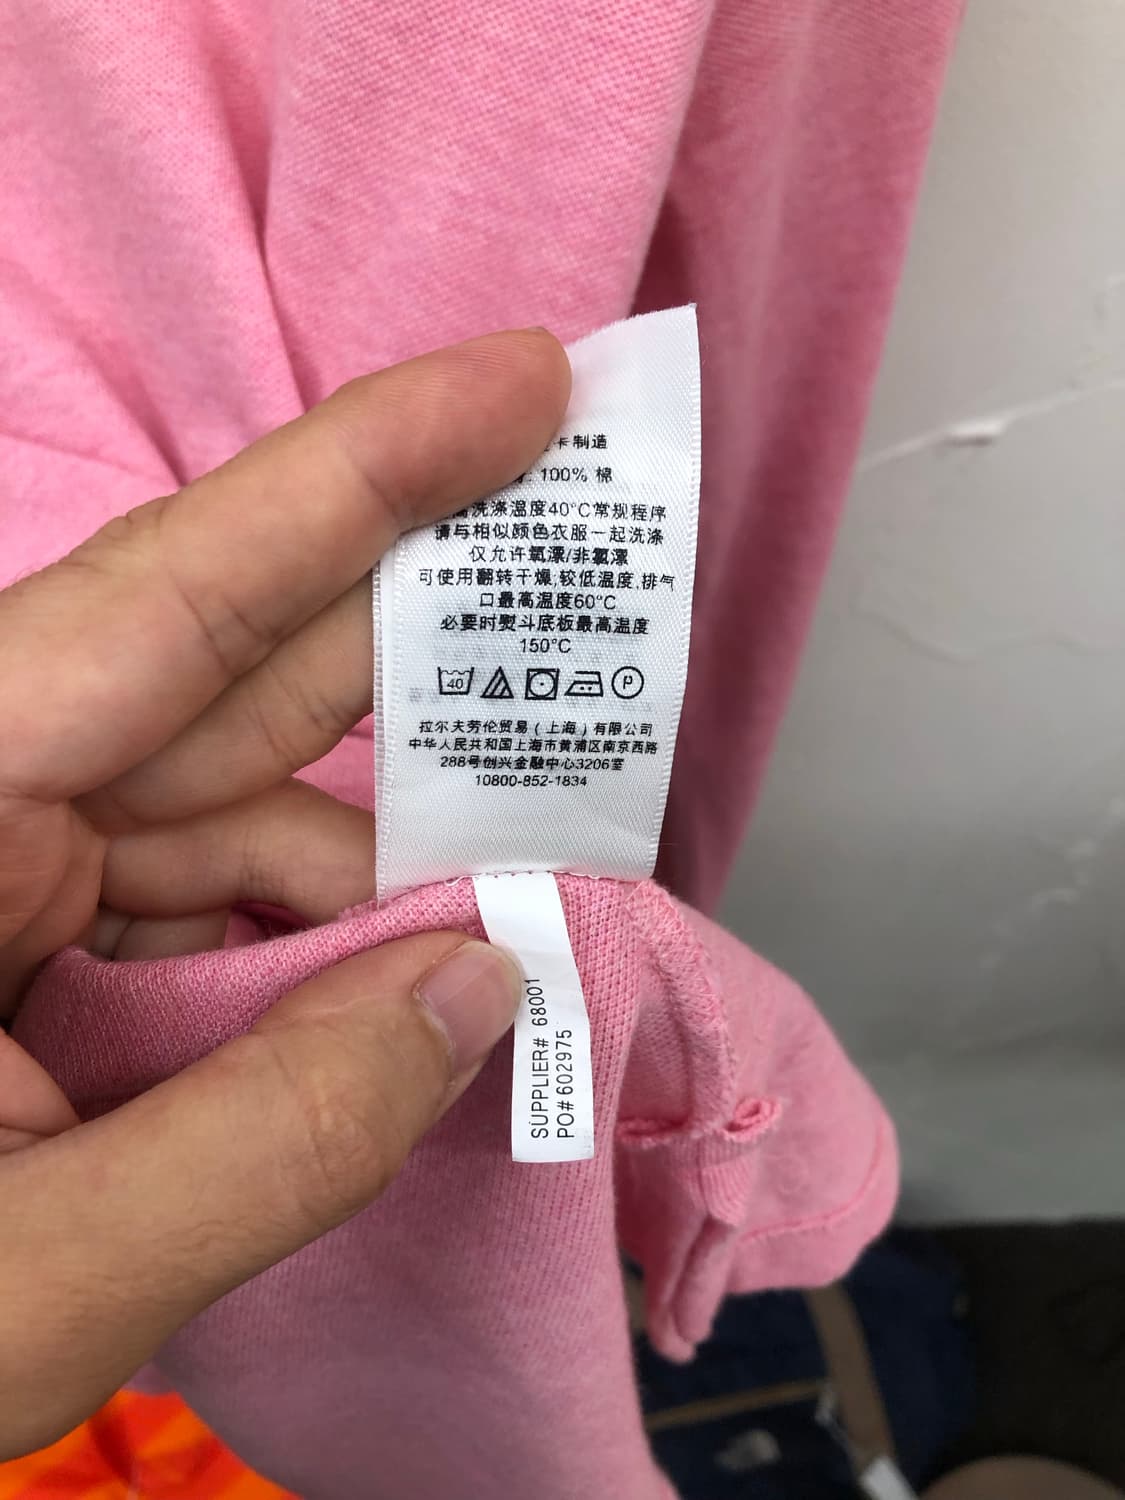 卡制造
100% 棉
高洗涤温度40°C常规程序
请与相似颜色衣服一起洗涤
仅允许氧漂/非氯漂
可使用翻转干燥;较低温度,排气
口最高温度60°C
必要时熨斗底板最高温度
150°C
40
P
拉尔夫劳伦贸易（上海）有限公司
中华人民共和国上海市黄浦区南京西路
288号创兴金融中心3206室
10800-852-1834
SUPPLIER# 68001
PO# 602975